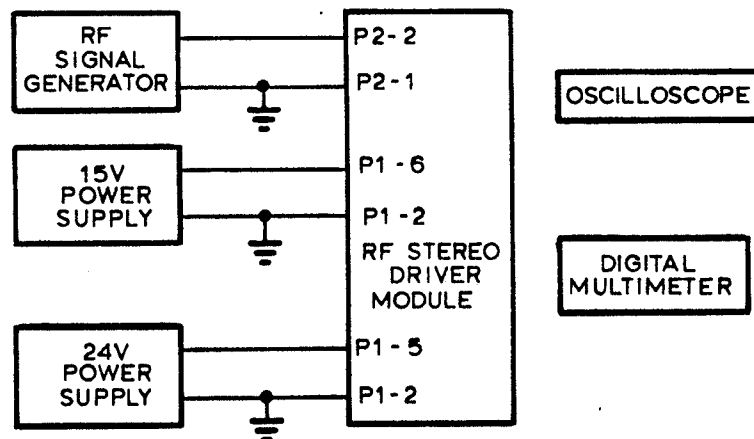 RF
SIGNAL
GENERATOR
P2-2
P2-1
OSCILLOSCOPE
15V
POWER
SUPPLY
P1-6
P1-2
RF STEREO
DRIVER
MODULE
DIGITAL
MULTIMETER
24V
POWER
SUPPLY
P1-5
P1-2